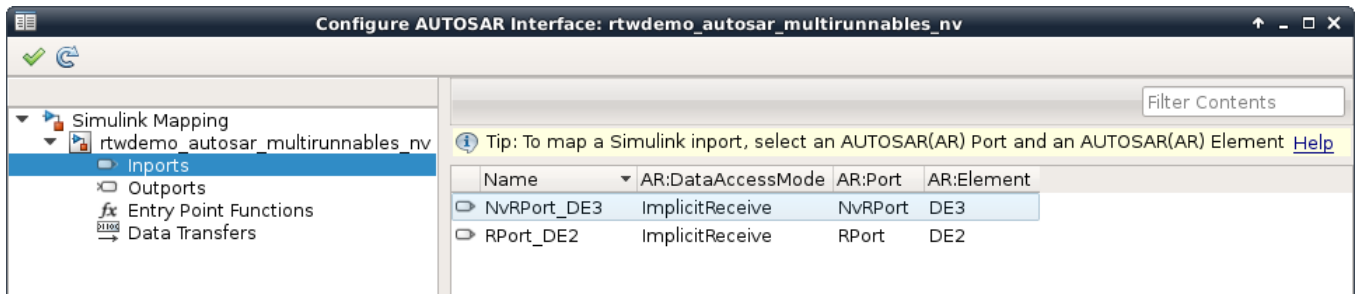 Configure AUTOSAR Interface: rtwdemo_autosar_multirunnables_nv
Filter Contents
Simulink Mapping
rtwdemo_autosar_multirunnables_nv
Inports
Outports
fx Entry Point Functions
Data Transfers
Tip: To map a Simulink inport, select an AUTOSAR(AR) Port and an AUTOSAR(AR) Element Help
Name AR:DataAccessMode AR:Port AR:Element
NvRPort_DE3 ImplicitReceive NvRPort DE3
RPort_DE2 ImplicitReceive RPort DE2